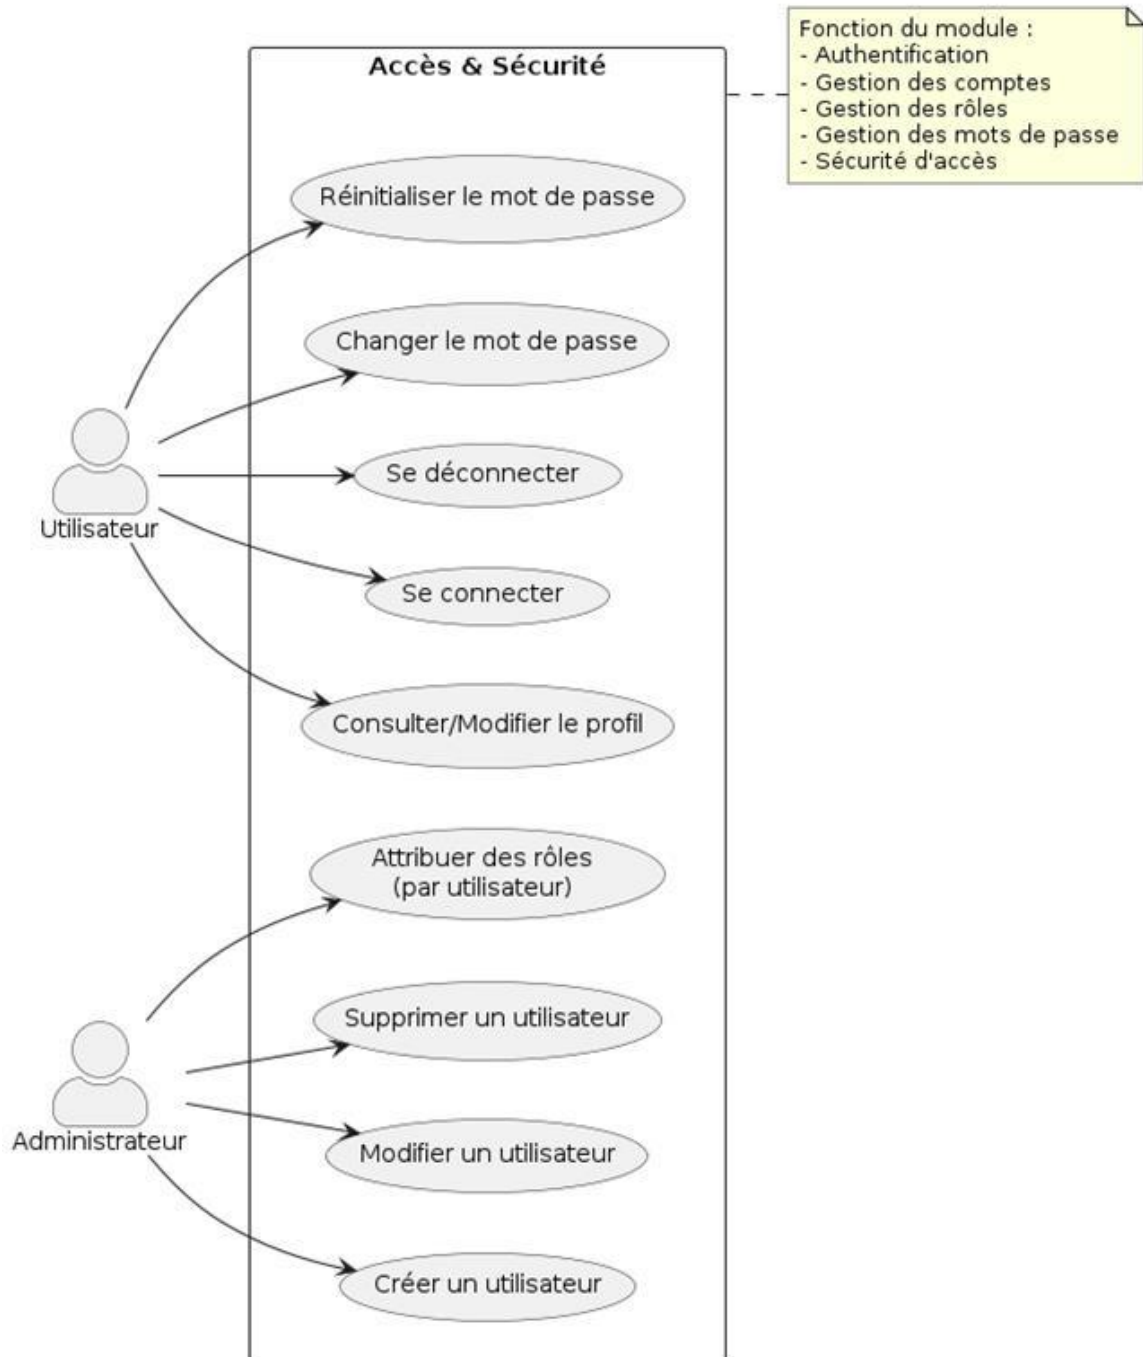 Fonction du module :
- Authentification
- Gestion des comptes
- Gestion des rôles
- Gestion des mots de passe
- Sécurité d'accès
Accès & Sécurité
Réinitialiser le mot de passe
Changer le mot de passe
Se déconnecter
Utilisateur
Se connecter
Consulter/Modifier le profil
Attribuer des rôles
(par utilisateur)
Supprimer un utilisateur
Administrateur
Modifier un utilisateur
Créer un utilisateur